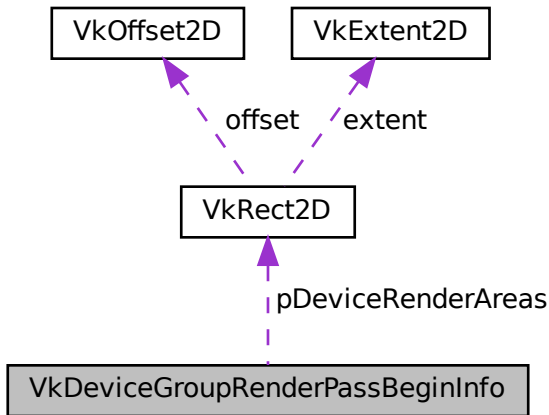 VkOffset2D
VkExtent2D
offset
extent
VkRect2D
pDeviceRenderAreas
VkDeviceGroupRenderPassBeginInfo